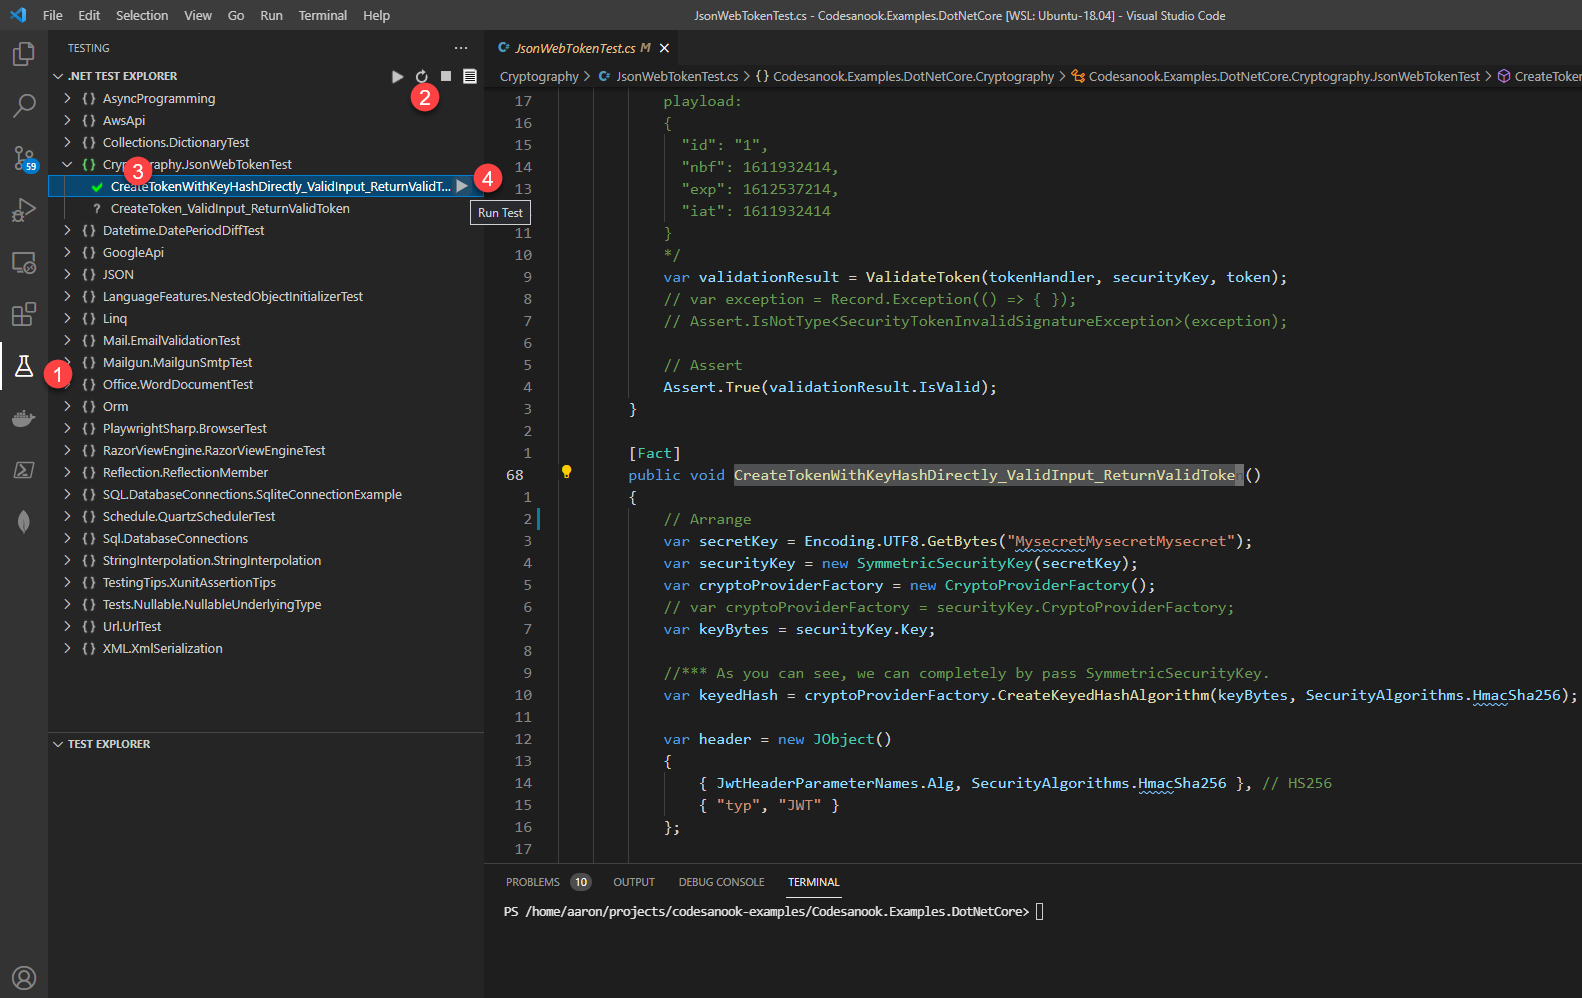 File Edit Selection View Go Run Terminal Help
JsonWebTokenTest.cs - Codesanook.Examples.DotNetCore [WSL: Ubuntu-18.04] - Visual Studio Code
TESTING
.NET TEST EXPLORER
2
AsyncProgramming
AwsApi
Collections.DictionaryTest
59
Cryptography.JsonWebTokenTest
3
CreateTokenWithKeyHashDirectly_ValidInput_ReturnValidT...
4
? CreateToken_ValidInput_ReturnValidToken
Run Test
Datetime.DatePeriodDiffTest
GoogleApi
JSON
LanguageFeatures.NestedObjectInitializerTest
Linq
Mail.EmailValidationTest
Mailgun.MailgunSmtpTest
1
Office.WordDocumentTest
Orm
PlaywrightSharp.BrowserTest
RazorViewEngine.RazorViewEngineTest
Reflection.ReflectionMember
SQL.DatabaseConnections.SqliteConnectionExample
Schedule.QuartzSchedulerTest
Sql.DatabaseConnections
StringInterpolation.StringInterpolation
TestingTips.XunitAssertionTips
Tests.Nullable.NullableUnderlyingType
Url.UrlTest
XML.XmlSerialization
TEST EXPLORER
JsonWebTokenTest.cs M
Cryptography > JsonWebTokenTest.cs > {} Codesanook.Examples.DotNetCore.Cryptography > Codesanook.Examples.DotNetCore.Cryptography.JsonWebTokenTest > CreateToken
17 playload:
16 {
15 "id": "1",
14 "nbf": 1611932414,
13 "exp": 1612537214,
"iat": 1611932414
11 }
10 */
9 var validationResult = ValidateToken(tokenHandler, securityKey, token);
8 // var exception = Record.Exception(() => { });
7 // Assert.IsNotType<SecurityTokenInvalidSignatureException>(exception);
6
5 // Assert
4 Assert.True(validationResult.IsValid);
3 }
2
1 [Fact]
68 public void CreateTokenWithKeyHashDirectly_ValidInput_ReturnValidToken()
1 {
2 // Arrange
3 var secretKey = Encoding.UTF8.GetBytes("MysecretMysecretMysecret");
4 var securityKey = new SymmetricSecurityKey(secretKey);
5 var cryptoProviderFactory = new CryptoProviderFactory();
6 // var cryptoProviderFactory = securityKey.CryptoProviderFactory;
7 var keyBytes = securityKey.Key;
8
9 //*** As you can see, we can completely by pass SymmetricSecurityKey.
10 var keyedHash = cryptoProviderFactory.CreateKeyedHashAlgorithm(keyBytes, SecurityAlgorithms.HmacSha256);
11
12 var header = new JObject()
13 {
14 { JwtHeaderParameterNames.Alg, SecurityAlgorithms.HmacSha256 }, // HS256
15 { "typ", "JWT" }
16 };
17
PROBLEMS 10 OUTPUT DEBUG CONSOLE TERMINAL
PS /home/aaron/projects/codesanook-examples/Codesanook.Examples.DotNetCore>